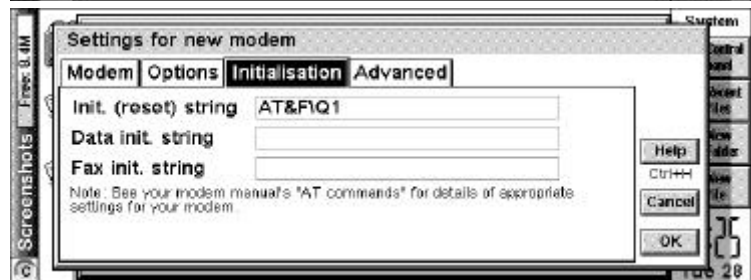 System
Settings for new modem
Modem Options Initialisation Advanced
Init. (reset) string AT&F\Q1
Data init. string
Fax init. string
Note: See your modem manual's "AT commands" for details of appropriate
settings for your modem
Help
Ctrl+H
Cancel
OK
Free: 8.4M
Screenshots
Tue 28